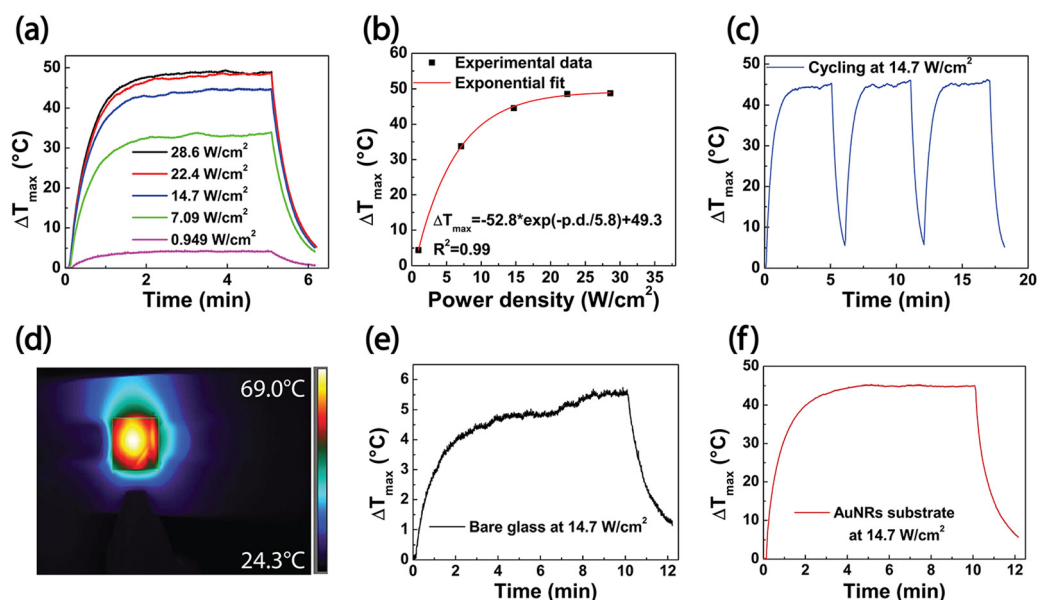 (a)
50
40
30
20
10
0
ΔTmax (°C)
28.6 W/cm²
22.4 W/cm²
14.7 W/cm²
7.09 W/cm²
0.949 W/cm²
0 2 4 6
Time (min)
(b)
60
50
40
30
20
10
0
ΔTmax (°C)
Experimental data
Exponential fit
ΔTmax=-52.8*exp(-p.d./5.8)+49.3
R²=0.99
0 5 10 15 20 25 30 35
Power density (W/cm²)
(c)
50
40
30
20
10
0
ΔTmax (°C)
Cycling at 14.7 W/cm²
0 5 10 15 20
Time (min)
(d)
69.0°C
24.3°C
(e)
6
5
4
3
2
1
0
ΔTmax (°C)
Bare glass at 14.7 W/cm²
0 2 4 6 8 10 12
Time (min)
(f)
50
40
30
20
10
0
ΔTmax (°C)
AuNRs substrate
at 14.7 W/cm²
0 2 4 6 8 10 12
Time (min)